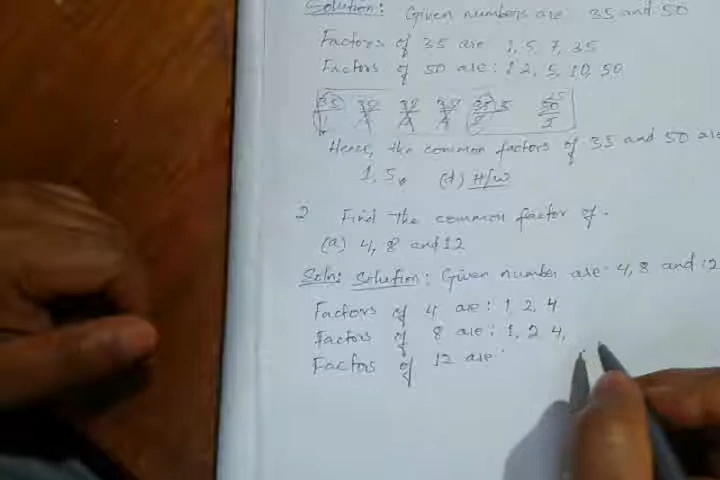 Solution: Given numbers are 35 and 50
Factors of 35 are 1, 5, 7, 35
Factors of 50 are: 1 2, 5, 10, 50
Hence, the common factors of 35 and 50 are
1, 5, (d) H/W
2 Find the common factor of.
(a) 4, 8 and 12
Soln: Solution: Given number are 4, 8 and 12
Factors of 4 are: 1, 2, 4
Factors of 8 are: 1, 2 4,
Factors of 12 are: